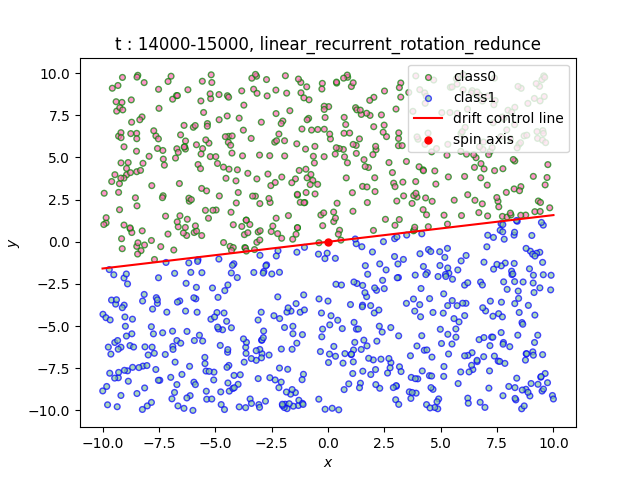 t : 14000-15000, linear_recurrent_rotation_redunce
class0
class1
drift control line
spin axis
10.0
7.5
5.0
2.5
0.0
−2.5
−5.0
−7.5
−10.0
y
−10.0 −7.5 −5.0 −2.5 0.0 2.5 5.0 7.5 10.0
x